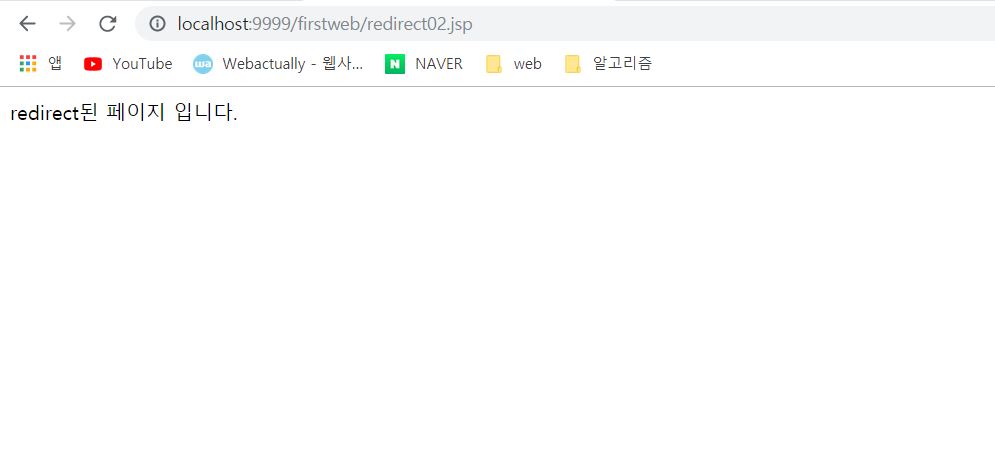 localhost:9999/firstweb/redirect02.jsp
앱 YouTube wa Webactually - 웹사... N NAVER web 알고리즘
redirect된 페이지 입니다.